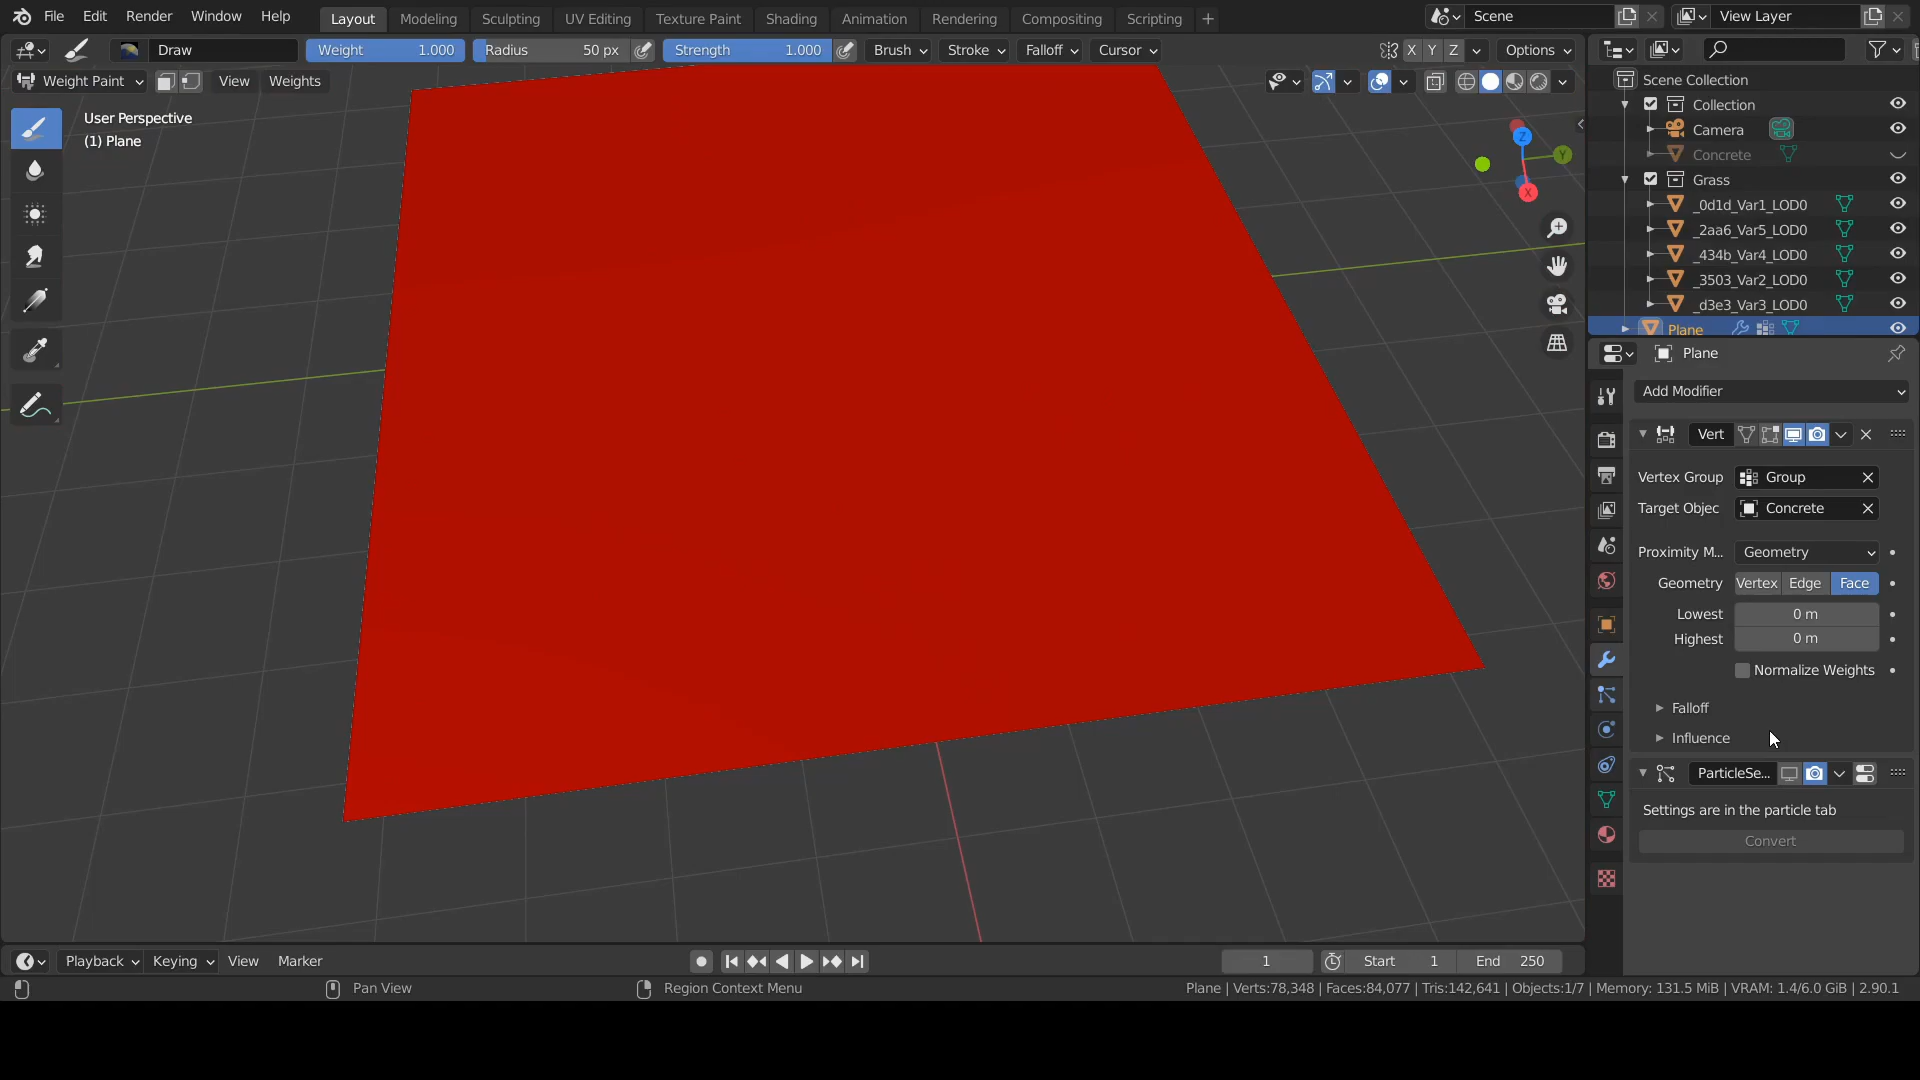 File Edit Render Window Help
Layout Modeling Sculpting UV Editing Texture Paint Shading Animation Rendering Compositing Scripting +
Scene
View Layer
Draw
Weight 1.000
Radius 50 px
Strength 1.000
Brush Stroke Falloff Cursor
X Y Z
Options
Weight Paint View Weights
User Perspective
(1) Plane
Z
Y
X
Scene Collection
Collection
Camera
Concrete
Grass
_0d1d_Var1_LOD0
_2aa6_Var5_LOD0
_434b_Var4_LOD0
_3503_Var2_LOD0
_d3e3_Var3_LOD0
Plane
Plane
Add Modifier
Vert
Vertex Group Group
Target Objec Concrete
Proximity M... Geometry
Geometry Vertex Edge Face
Lowest 0 m
Highest 0 m
Normalize Weights
Falloff
Influence
ParticleSe...
Settings are in the particle tab
Convert
Playback Keying View Marker
1
Start 1
End 250
Pan View
Region Context Menu
Plane | Verts:78,348 | Faces:84,077 | Tris:142,641 | Objects:1/7 | Memory: 131.5 MiB | VRAM: 1.4/6.0 GiB | 2.90.1